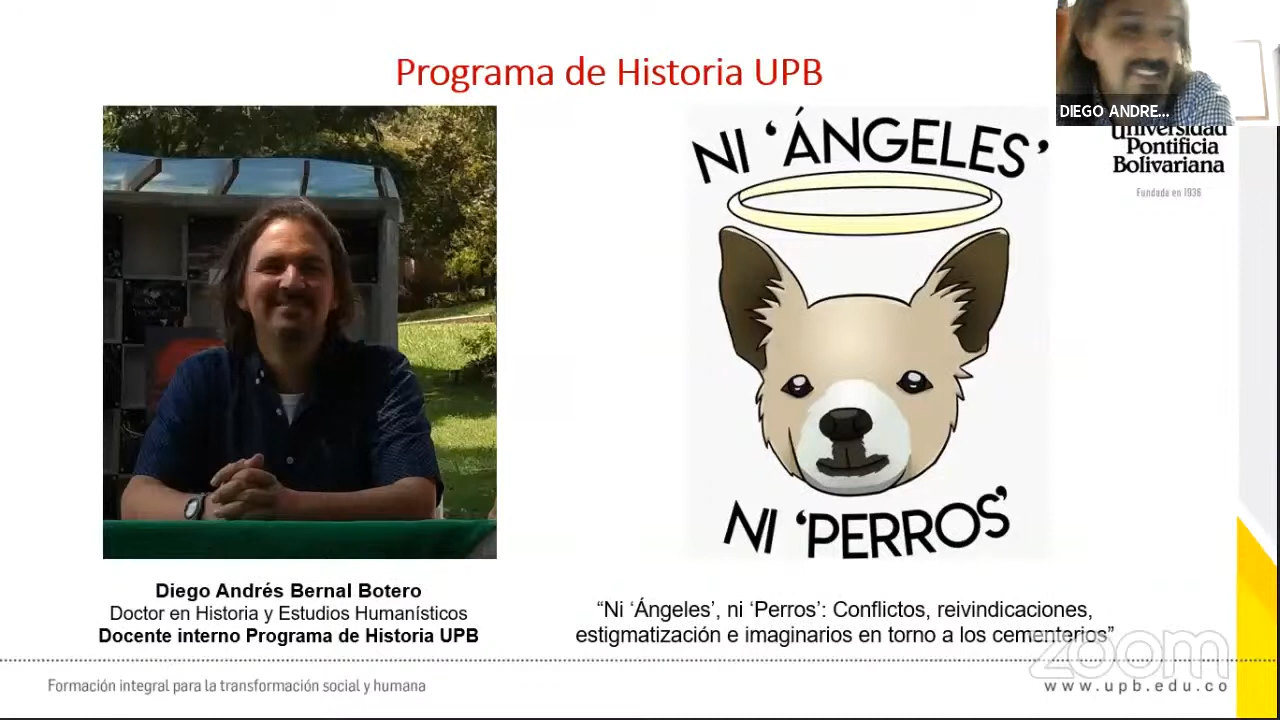 Programa de Historia UPB
DIEGO ANDRE...
Universidad
Pontificia
Bolivariana
Fundada en 1936
NI ‘ÁNGELES’
NI ‘PERROS’
Diego Andrés Bernal Botero
Doctor en Historia y Estudios Humanísticos
Docente interno Programa de Historia UPB
“Ni ‘Ángeles’, ni ‘Perros’: Conflictos, reivindicaciones,
estigmatización e imaginarios en torno a los cementerios”
zoom
Formación integral para la transformación social y humana
www.upb.edu.co